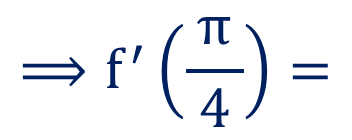 ⟹ f′(π/4) =